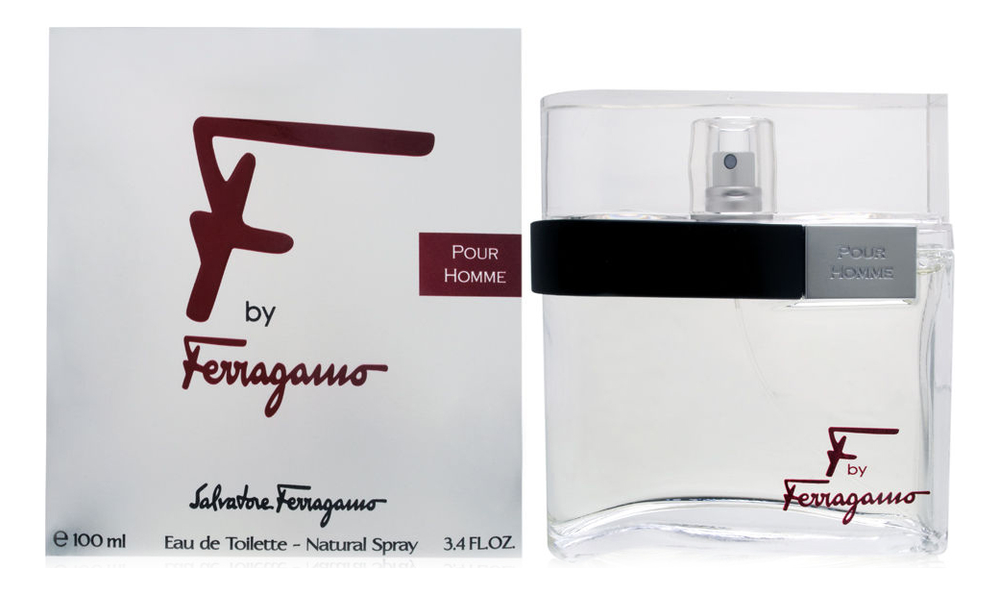 F
by
Ferragamo
POUR
HOMME
Salvatore Ferragamo
e 100 ml Eau de Toilette - Natural Spray 3.4 FL.OZ.
POUR
HOMME
F by
Ferragamo